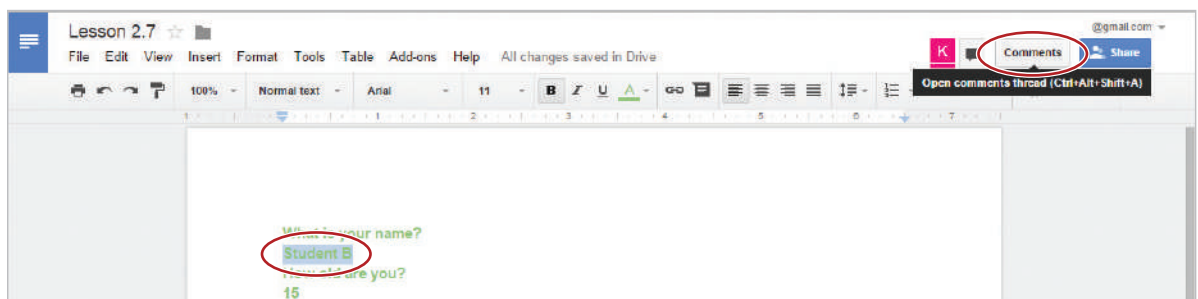 Lesson 2.7
@gmail.com
File Edit View Insert Format Tools Table Add-ons Help All changes saved in Drive
K Comments Share
Open comments thread (Ctrl+Alt+Shift+A)
100% Normal text Arial 11 B I U A
1 1 2 3 4 5 6 7
What is your name?
Student B
How old are you?
15